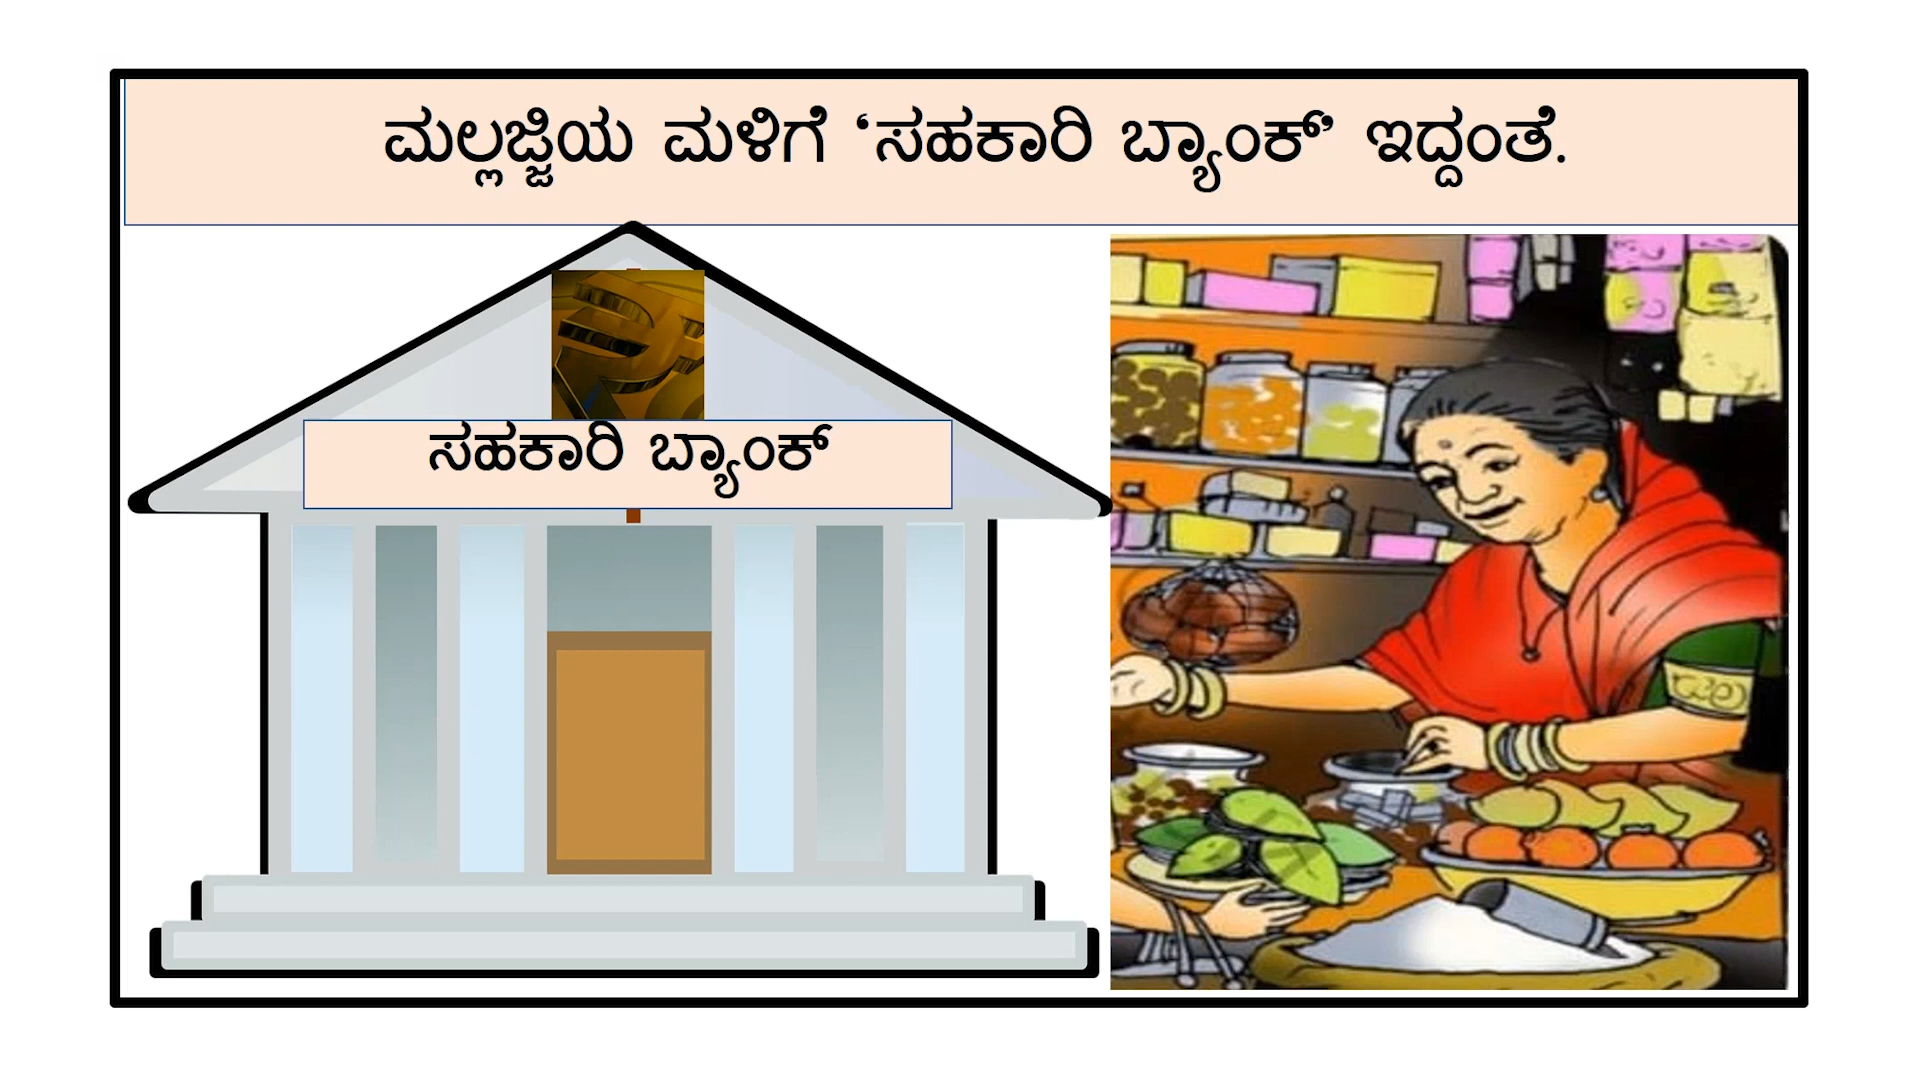 ಮಲ್ಲಜ್ಜಿಯ ಮಳಿಗೆ ‘ಸಹಕಾರಿ ಬ್ಯಾಂಕ್’ ಇದ್ದಂತೆ.
ಸಹಕಾರಿ ಬ್ಯಾಂಕ್